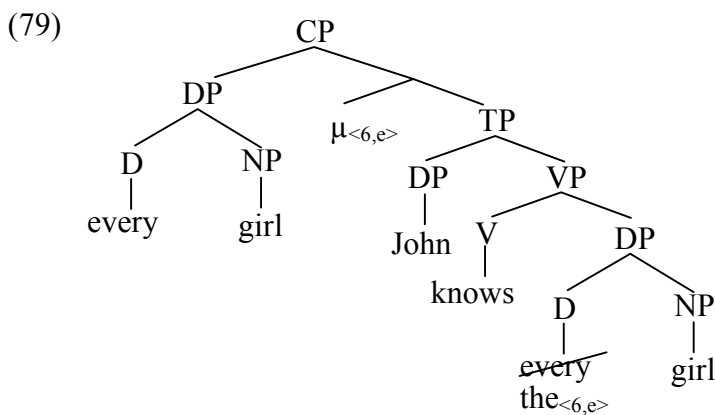 (79)
CP
DP
μ<6,e>
TP
D
NP
DP
VP
every
girl
John
V
DP
knows
D
NP
every
girl
the<6,e>